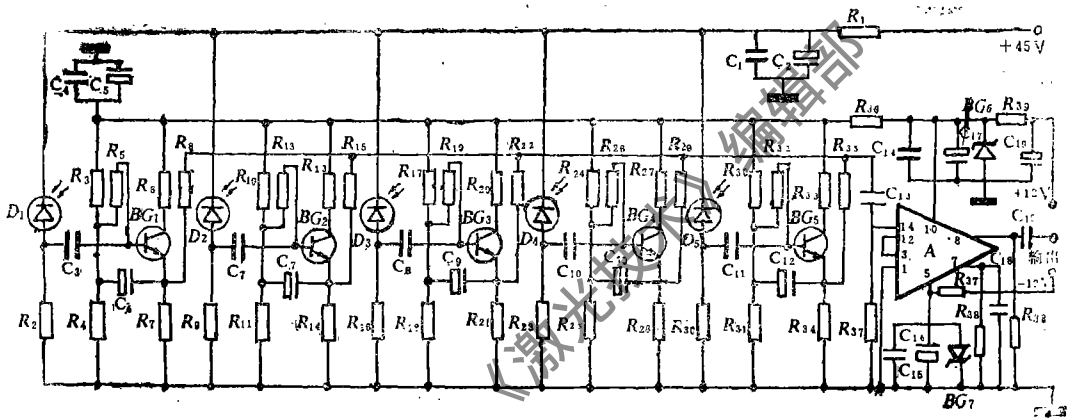 R1
+45V
C4
C5
C1
C2
R36
BG6
R39
R3
R5
R6
R8
R13
R15
R17
R19
R20
R22
R24
R26
R27
R29
R33
R35
C14
C17
C19
+12V
D1
BG1
D2
R10
BG2
D3
BG3
D4
BG4
D5
BG5
C13
14
12
3
1
10
A
8
7
5
C18
输出
-12V
C3
C6
C7
C7
C8
C9
C10
C11
C12
R37
R38
R38
R2
R4
R7
R9
R11
R14
R16
R18
R21
R23
R25
R28
R30
R31
R34
R37
C15
C16
BG7
《激光技术》编辑部